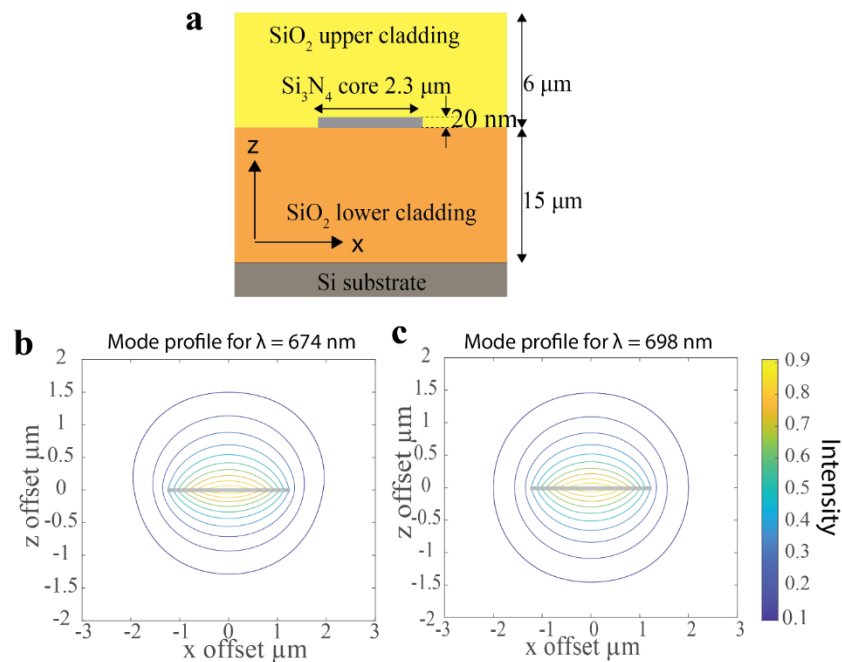 a
SiO₂ upper cladding
Si₃N₄ core 2.3 μm
6 μm
20 nm
z
15 μm
SiO₂ lower cladding
x
Si substrate
b
Mode profile for λ = 674 nm
2
1.5
1
0.5
0
-0.5
-1
-1.5
-2
z offset μm
-3 -2 -1 0 1 2 3
x offset μm
c
Mode profile for λ = 698 nm
2
1.5
1
0.5
0
-0.5
-1
-1.5
-2
z offset μm
-3 -2 -1 0 1 2 3
x offset μm
0.9
0.8
0.7
0.6
0.5
0.4
0.3
0.2
0.1
Intensity